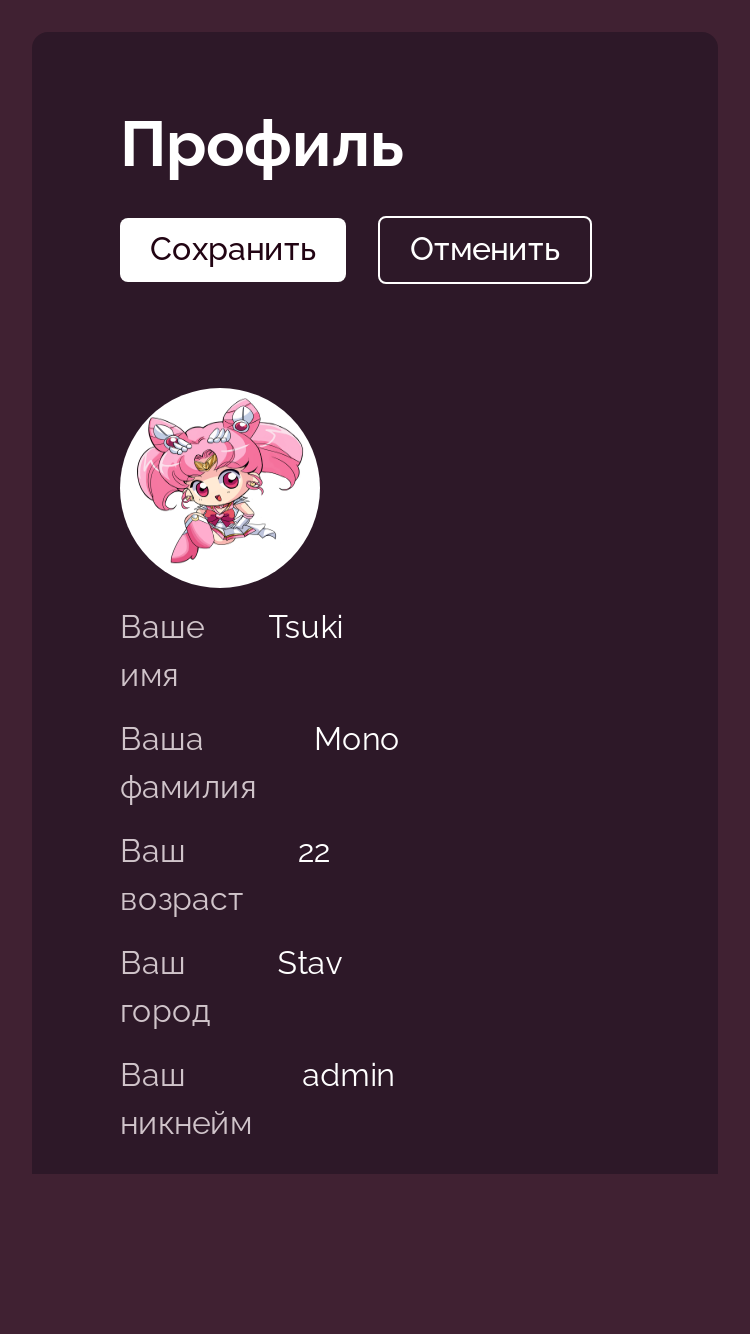 Профиль
Сохранить Отменить
Ваше Tsuki
имя
Ваша Mono
фамилия
Ваш 22
возраст
Ваш Stav
город
Ваш admin
никнейм